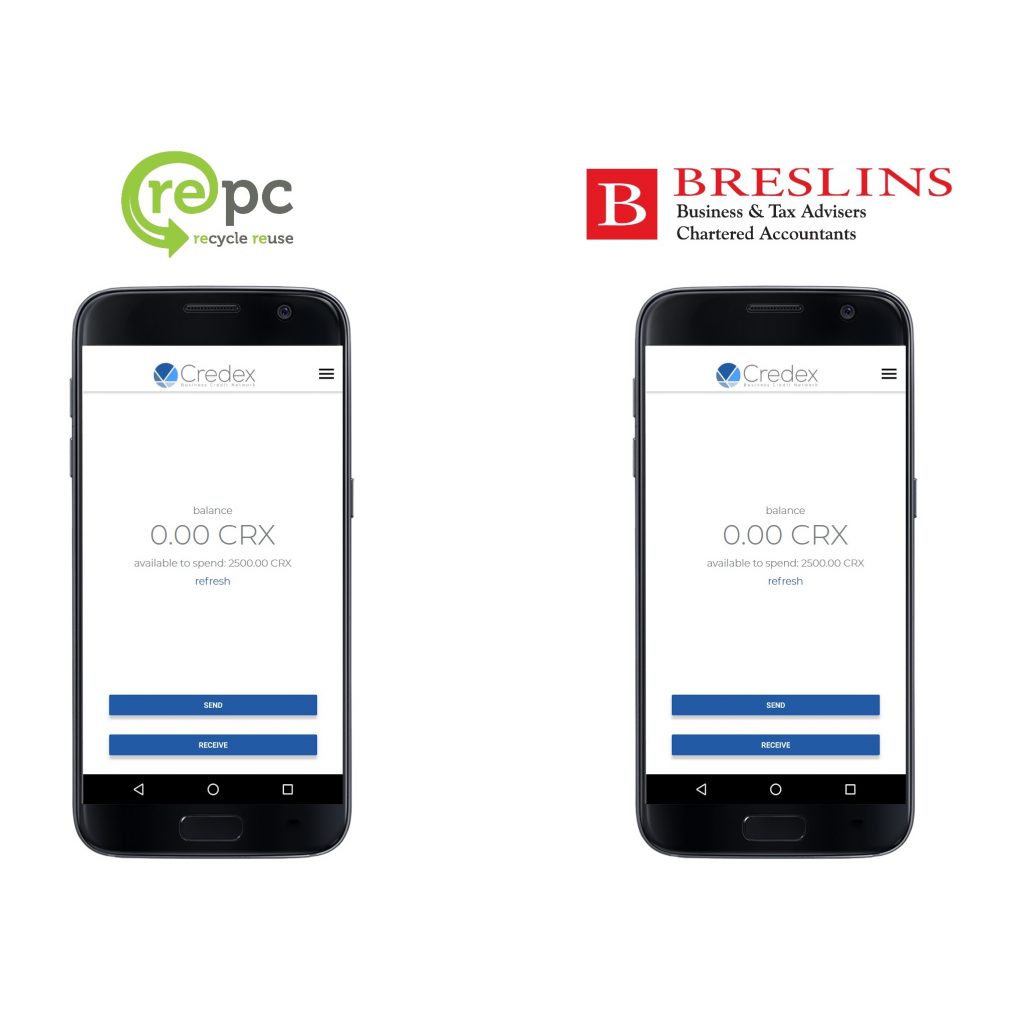 repc
recycle reuse
B BRESLINS
Business & Tax Advisers
Chartered Accountants
Credex
Business Credit Network
balance
0.00 CRX
available to spend: 2500.00 CRX
refresh
SEND
RECEIVE
Credex
Business Credit Network
balance
0.00 CRX
available to spend: 2500.00 CRX
refresh
SEND
RECEIVE